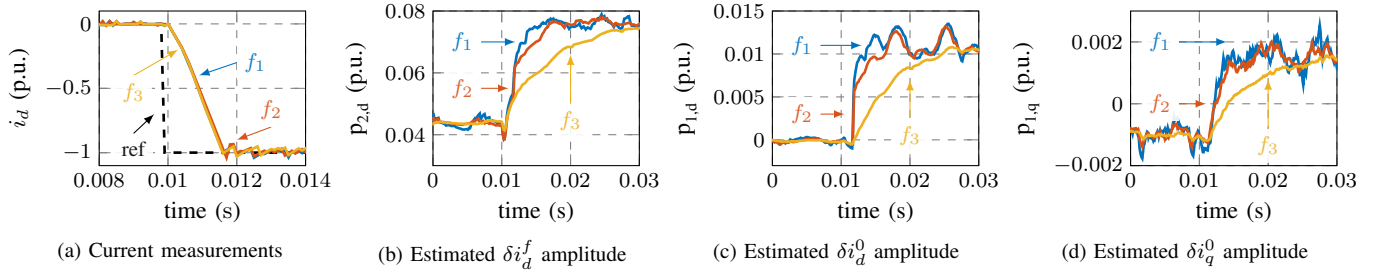 0
−0.5
−1
i_d (p.u.)
f_1
f_2
f_3
ref
0.008 0.01 0.012 0.014
time (s)
(a) Current measurements
0.08
0.06
0.04
p_{2,d} (p.u.)
f_1
f_2
f_3
0 0.01 0.02 0.03
time (s)
(b) Estimated δi_d^f amplitude
0.015
0.01
0.005
0
p_{1,d} (p.u.)
f_1
f_2
f_3
0 0.01 0.02 0.03
time (s)
(c) Estimated δi_d^0 amplitude
0.002
0
−0.002
p_{1,q} (p.u.)
f_1
f_2
f_3
0 0.01 0.02 0.03
time (s)
(d) Estimated δi_q^0 amplitude